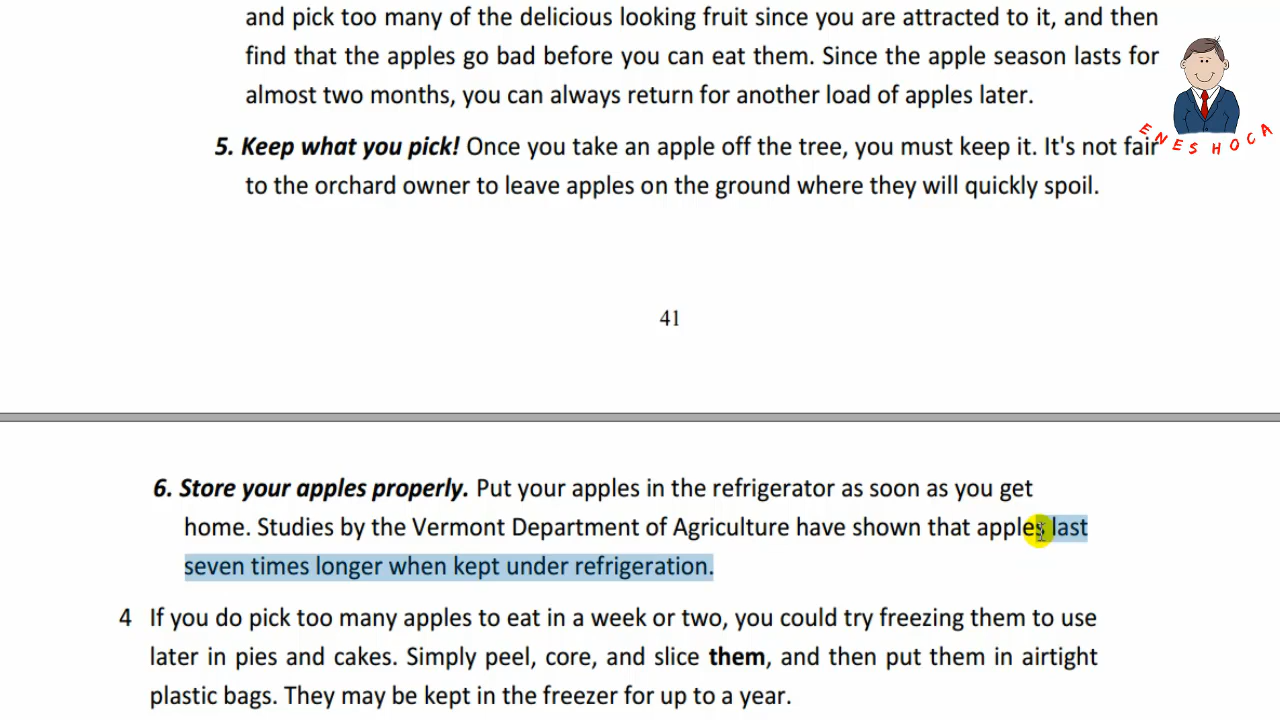 and pick too many of the delicious looking fruit since you are attracted to it, and then
find that the apples go bad before you can eat them. Since the apple season lasts for
almost two months, you can always return for another load of apples later.
ENES HOCA
5. Keep what you pick! Once you take an apple off the tree, you must keep it. It's not fair
to the orchard owner to leave apples on the ground where they will quickly spoil.
41
6. Store your apples properly. Put your apples in the refrigerator as soon as you get
home. Studies by the Vermont Department of Agriculture have shown that apples last
seven times longer when kept under refrigeration.
4 If you do pick too many apples to eat in a week or two, you could try freezing them to use
later in pies and cakes. Simply peel, core, and slice them, and then put them in airtight
plastic bags. They may be kept in the freezer for up to a year.